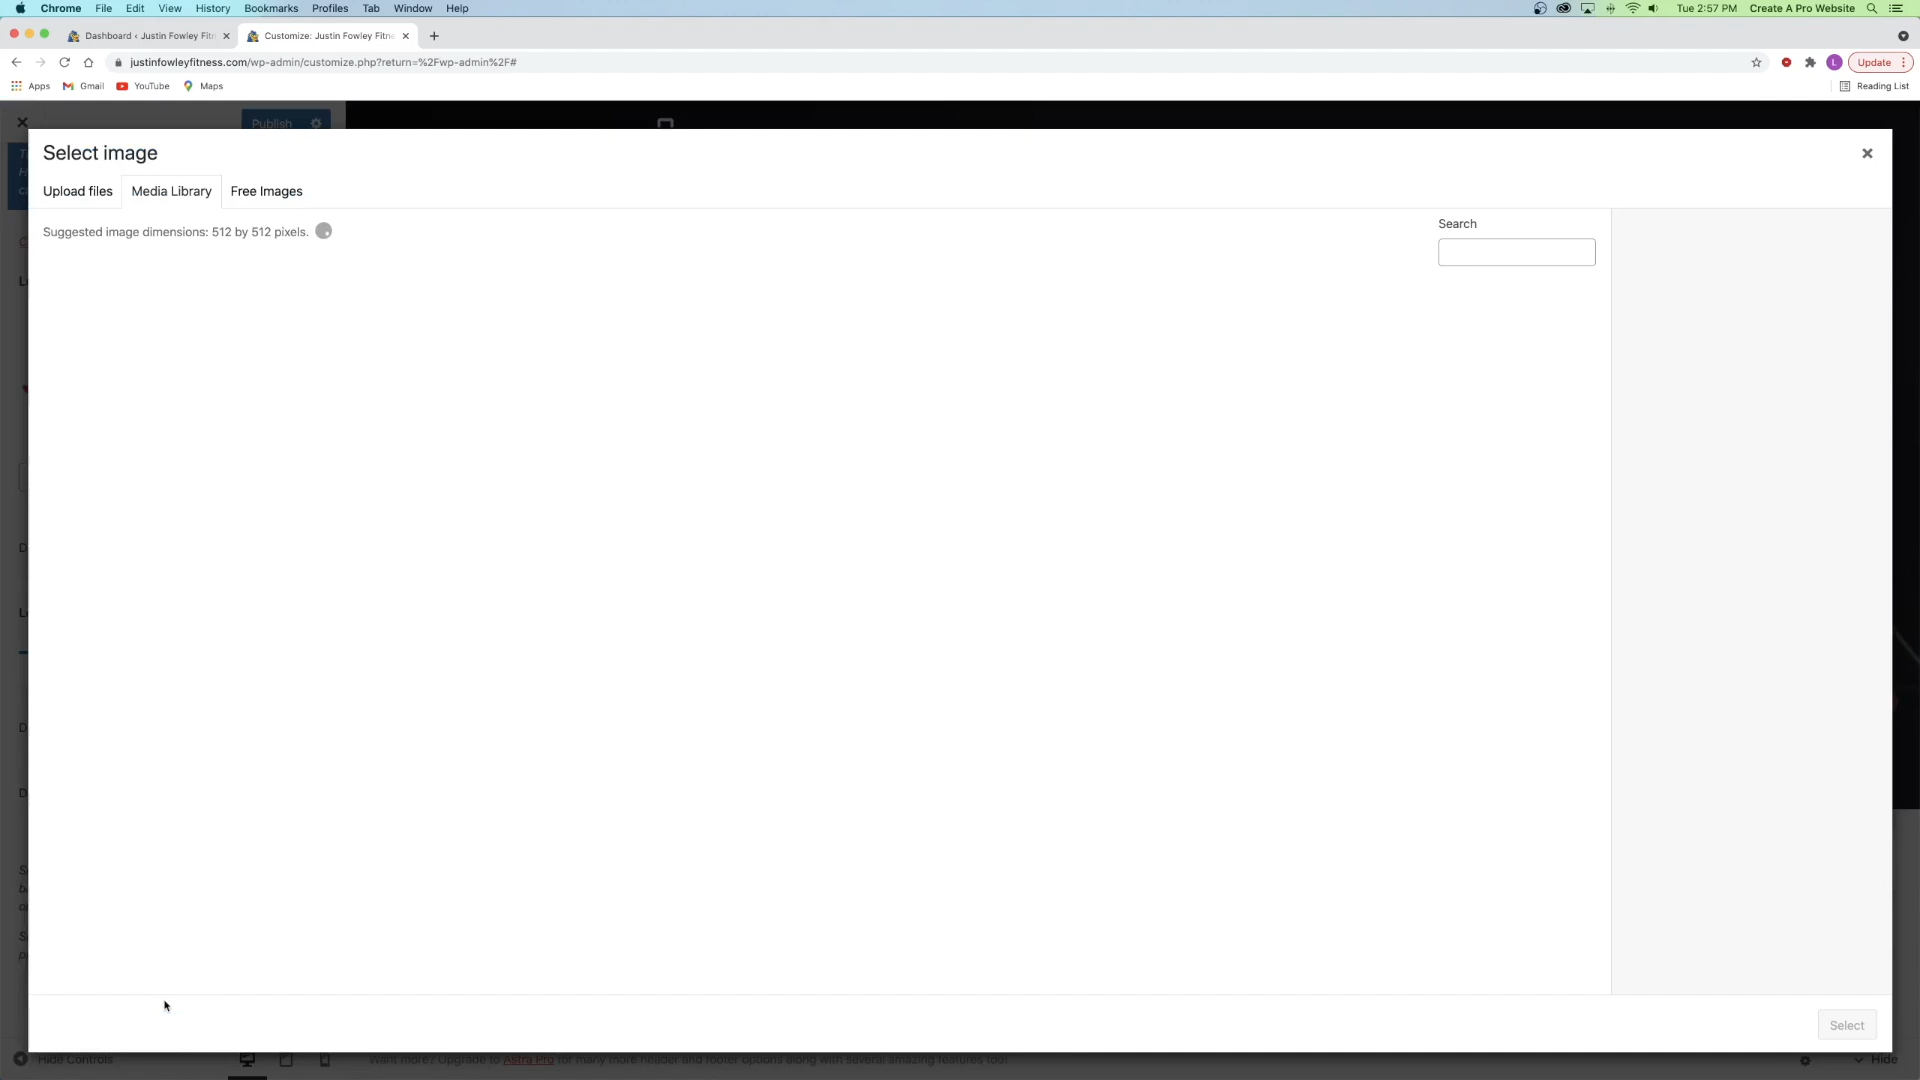 Chrome File Edit View History Bookmarks Profiles Tab Window Help
Tue 2:57 PM Create A Pro Website
Dashboard ‹ Justin Fowley Fitn
Customize: Justin Fowley Fitne
justinfowleyfitness.com/wp-admin/customize.php?return=%2Fwp-admin%2F#
L
Update
Apps Gmail YouTube Maps
Reading List
Publish
Select image
Upload files Media Library Free Images
Suggested image dimensions: 512 by 512 pixels.
Search
Select
Hide Controls
Want more? Upgrade to Astra Pro for many more header and footer options along with several amazing features too!
Hide